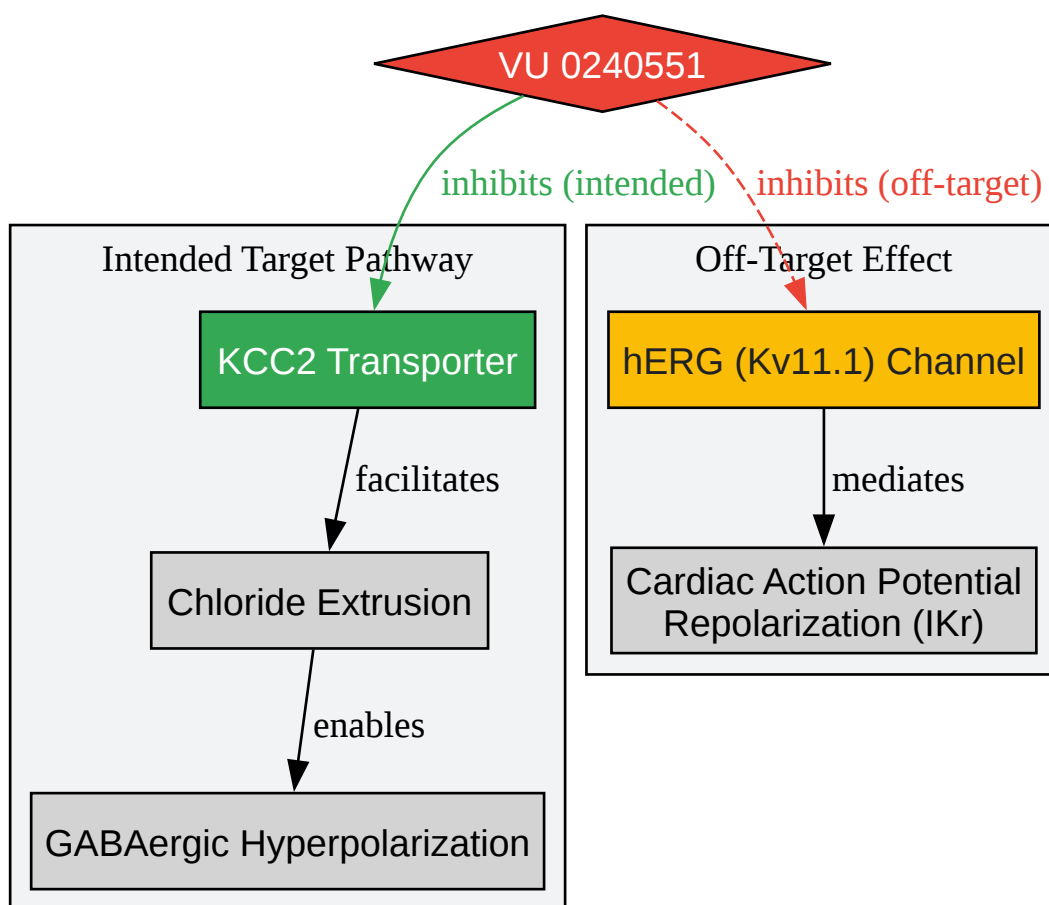 VU 0240551
inhibits (intended)
inhibits (off-target)
Intended Target Pathway
Off-Target Effect
KCC2 Transporter
hERG (Kv11.1) Channel
facilitates
mediates
Chloride Extrusion
Cardiac Action Potential
Repolarization (IKr)
enables
GABAergic Hyperpolarization